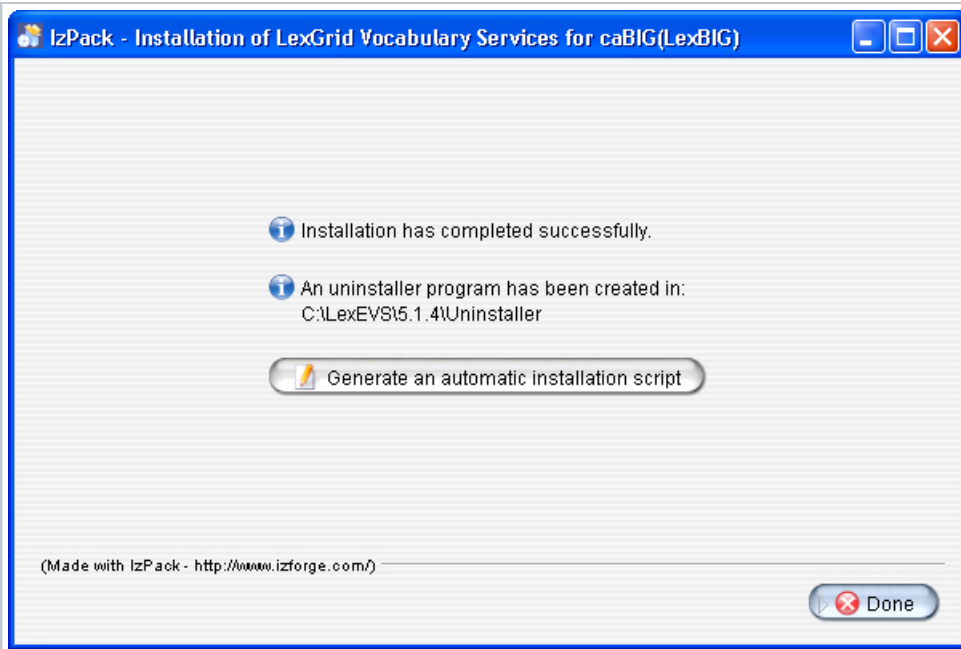 IzPack - Installation of LexGrid Vocabulary Services for caBIG(LexBIG)
Installation has completed successfully.
An uninstaller program has been created in:
C:\LexEVS\5.1.4\Uninstaller
Generate an automatic installation script
(Made with IzPack - http://www.izforge.com/)
Done